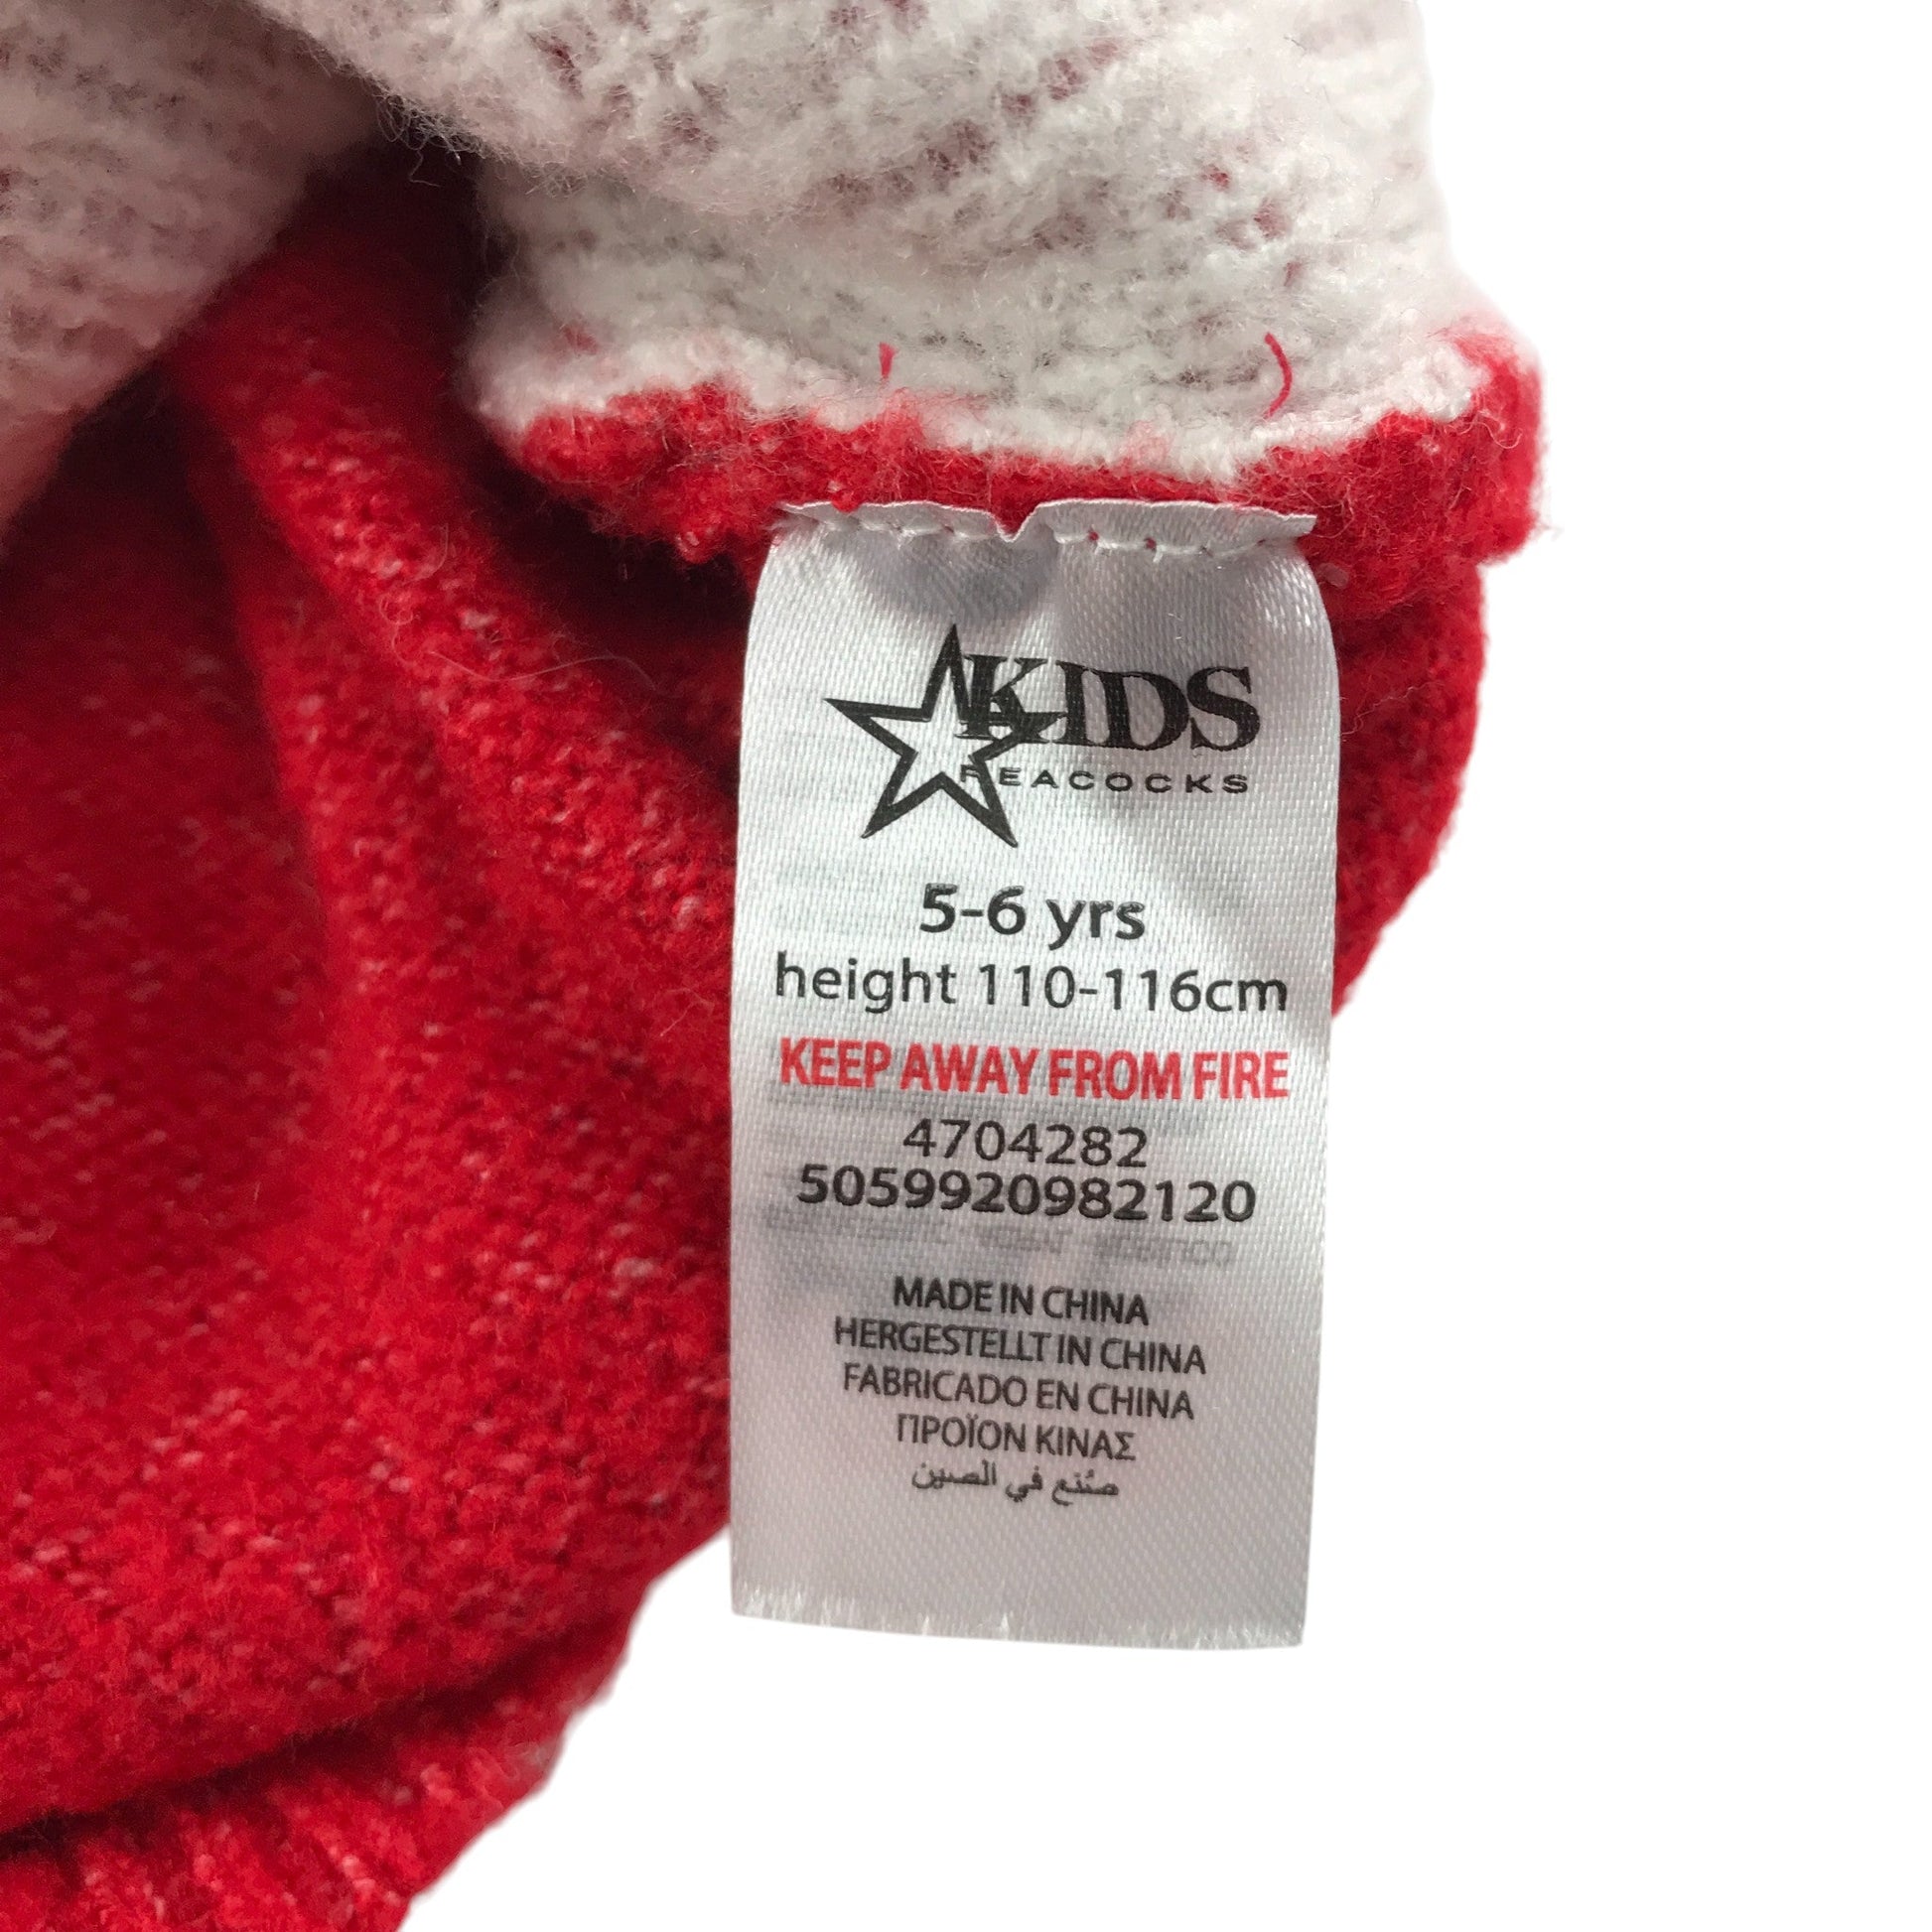 KIDS
PEACOCKS
5-6 yrs
height 110-116cm
KEEP AWAY FROM FIRE
4704282
5059920982120
MADE IN CHINA
HERGESTELLT IN CHINA
FABRICADO EN CHINA
ΠΡΟΪΟΝ ΚΙΝΑΣ
صُنع في الصين